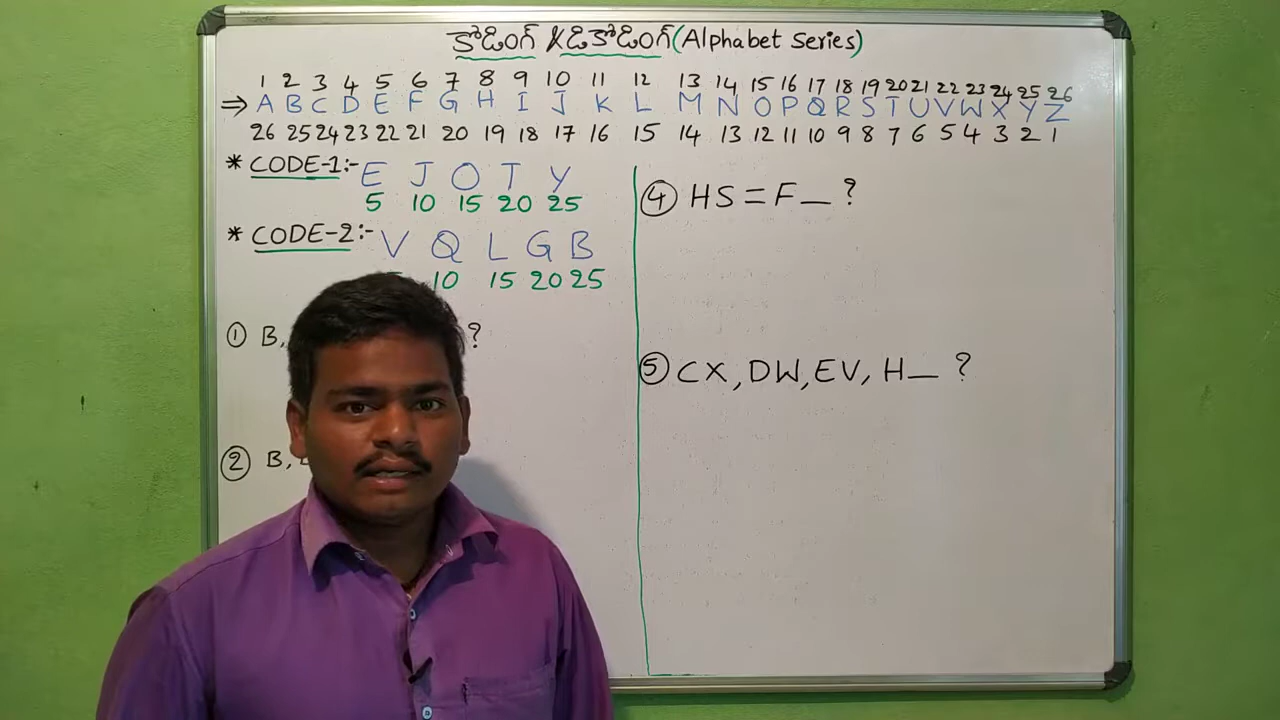 కోడింగ్ & డికోడింగ్ (Alphabet Series)
1 2 3 4 5 6 7 8 9 10 11 12 13 14 15 16 17 18 19 20 21 22 23 24 25 26
⇒ A B C D E F G H I J K L M N O P Q R S T U V W X Y Z
26 25 24 23 22 21 20 19 18 17 16 15 14 13 12 11 10 9 8 7 6 5 4 3 2 1
* CODE-1:- E J O T Y
5 10 15 20 25
* CODE-2:- V Q L G B
10 15 20 25
① B, ?
② B,
④ HS = F_ ?
⑤ CX, DW, EV, H_ ?